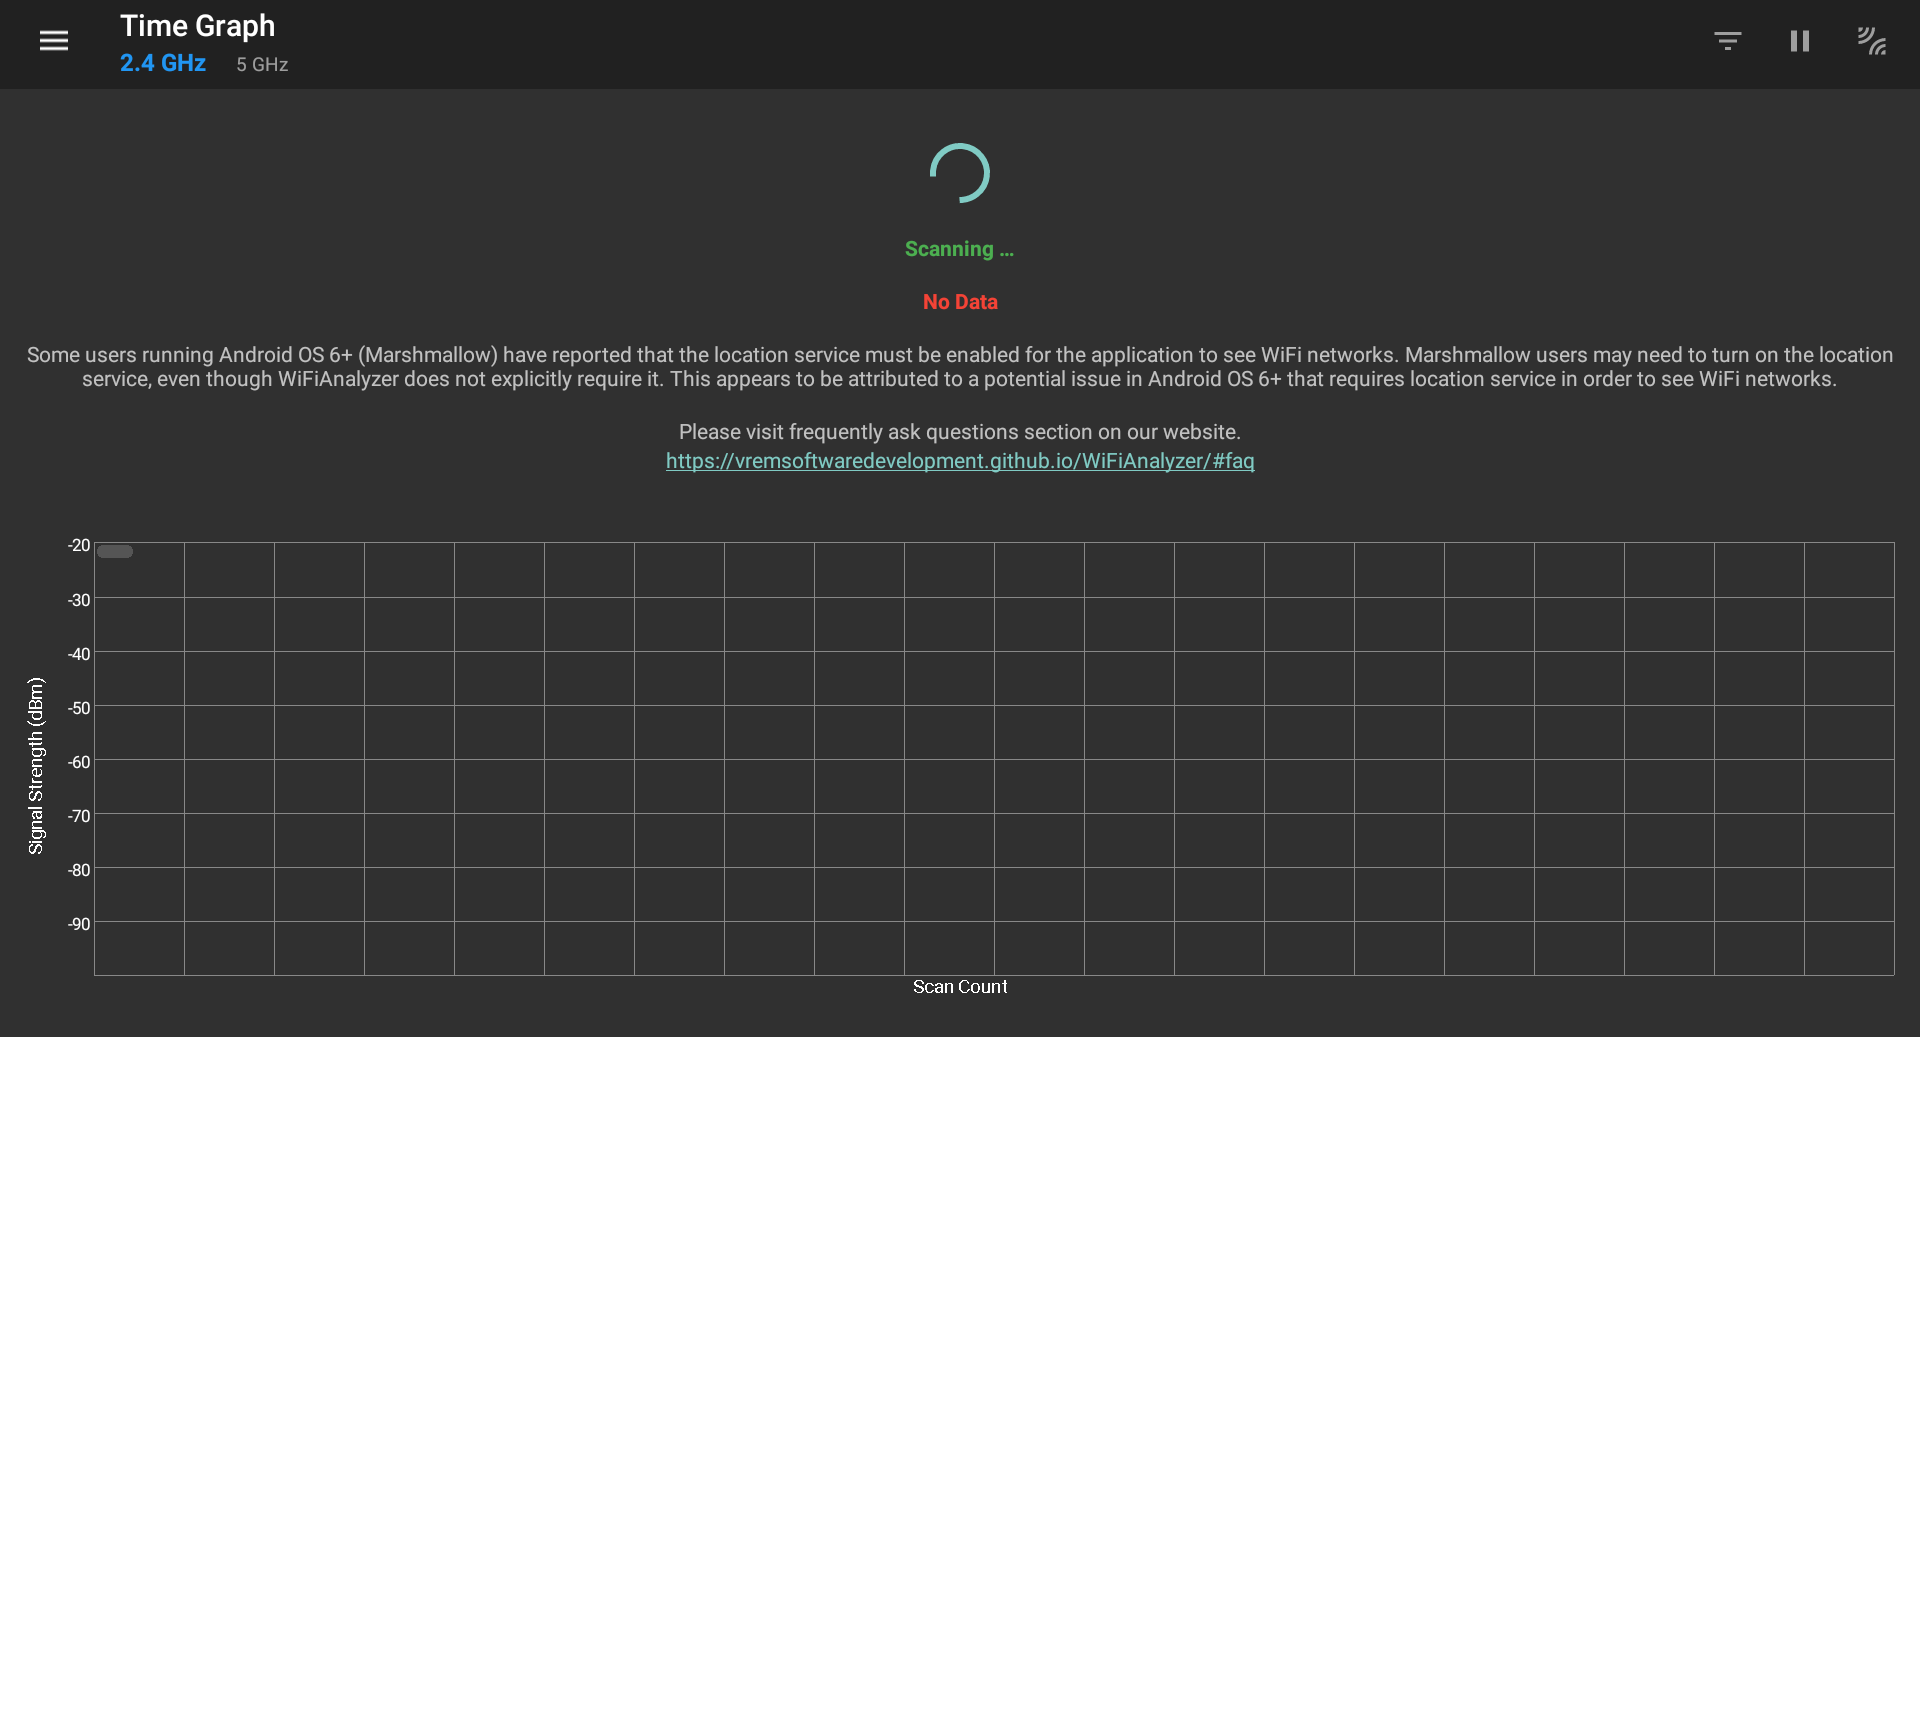 Time Graph
2.4 GHz 5 GHz
Scanning ...
No Data
Some users running Android OS 6+ (Marshmallow) have reported that the location service must be enabled for the application to see WiFi networks. Marshmallow users may need to turn on the location
service, even though WiFiAnalyzer does not explicitly require it. This appears to be attributed to a potential issue in Android OS 6+ that requires location service in order to see WiFi networks.
Please visit frequently ask questions section on our website.
https://vremsoftwaredevelopment.github.io/WiFiAnalyzer/#faq
-20
-30
-40
-50
-60
-70
-80
-90
Signal Strength (dBm)
Scan Count